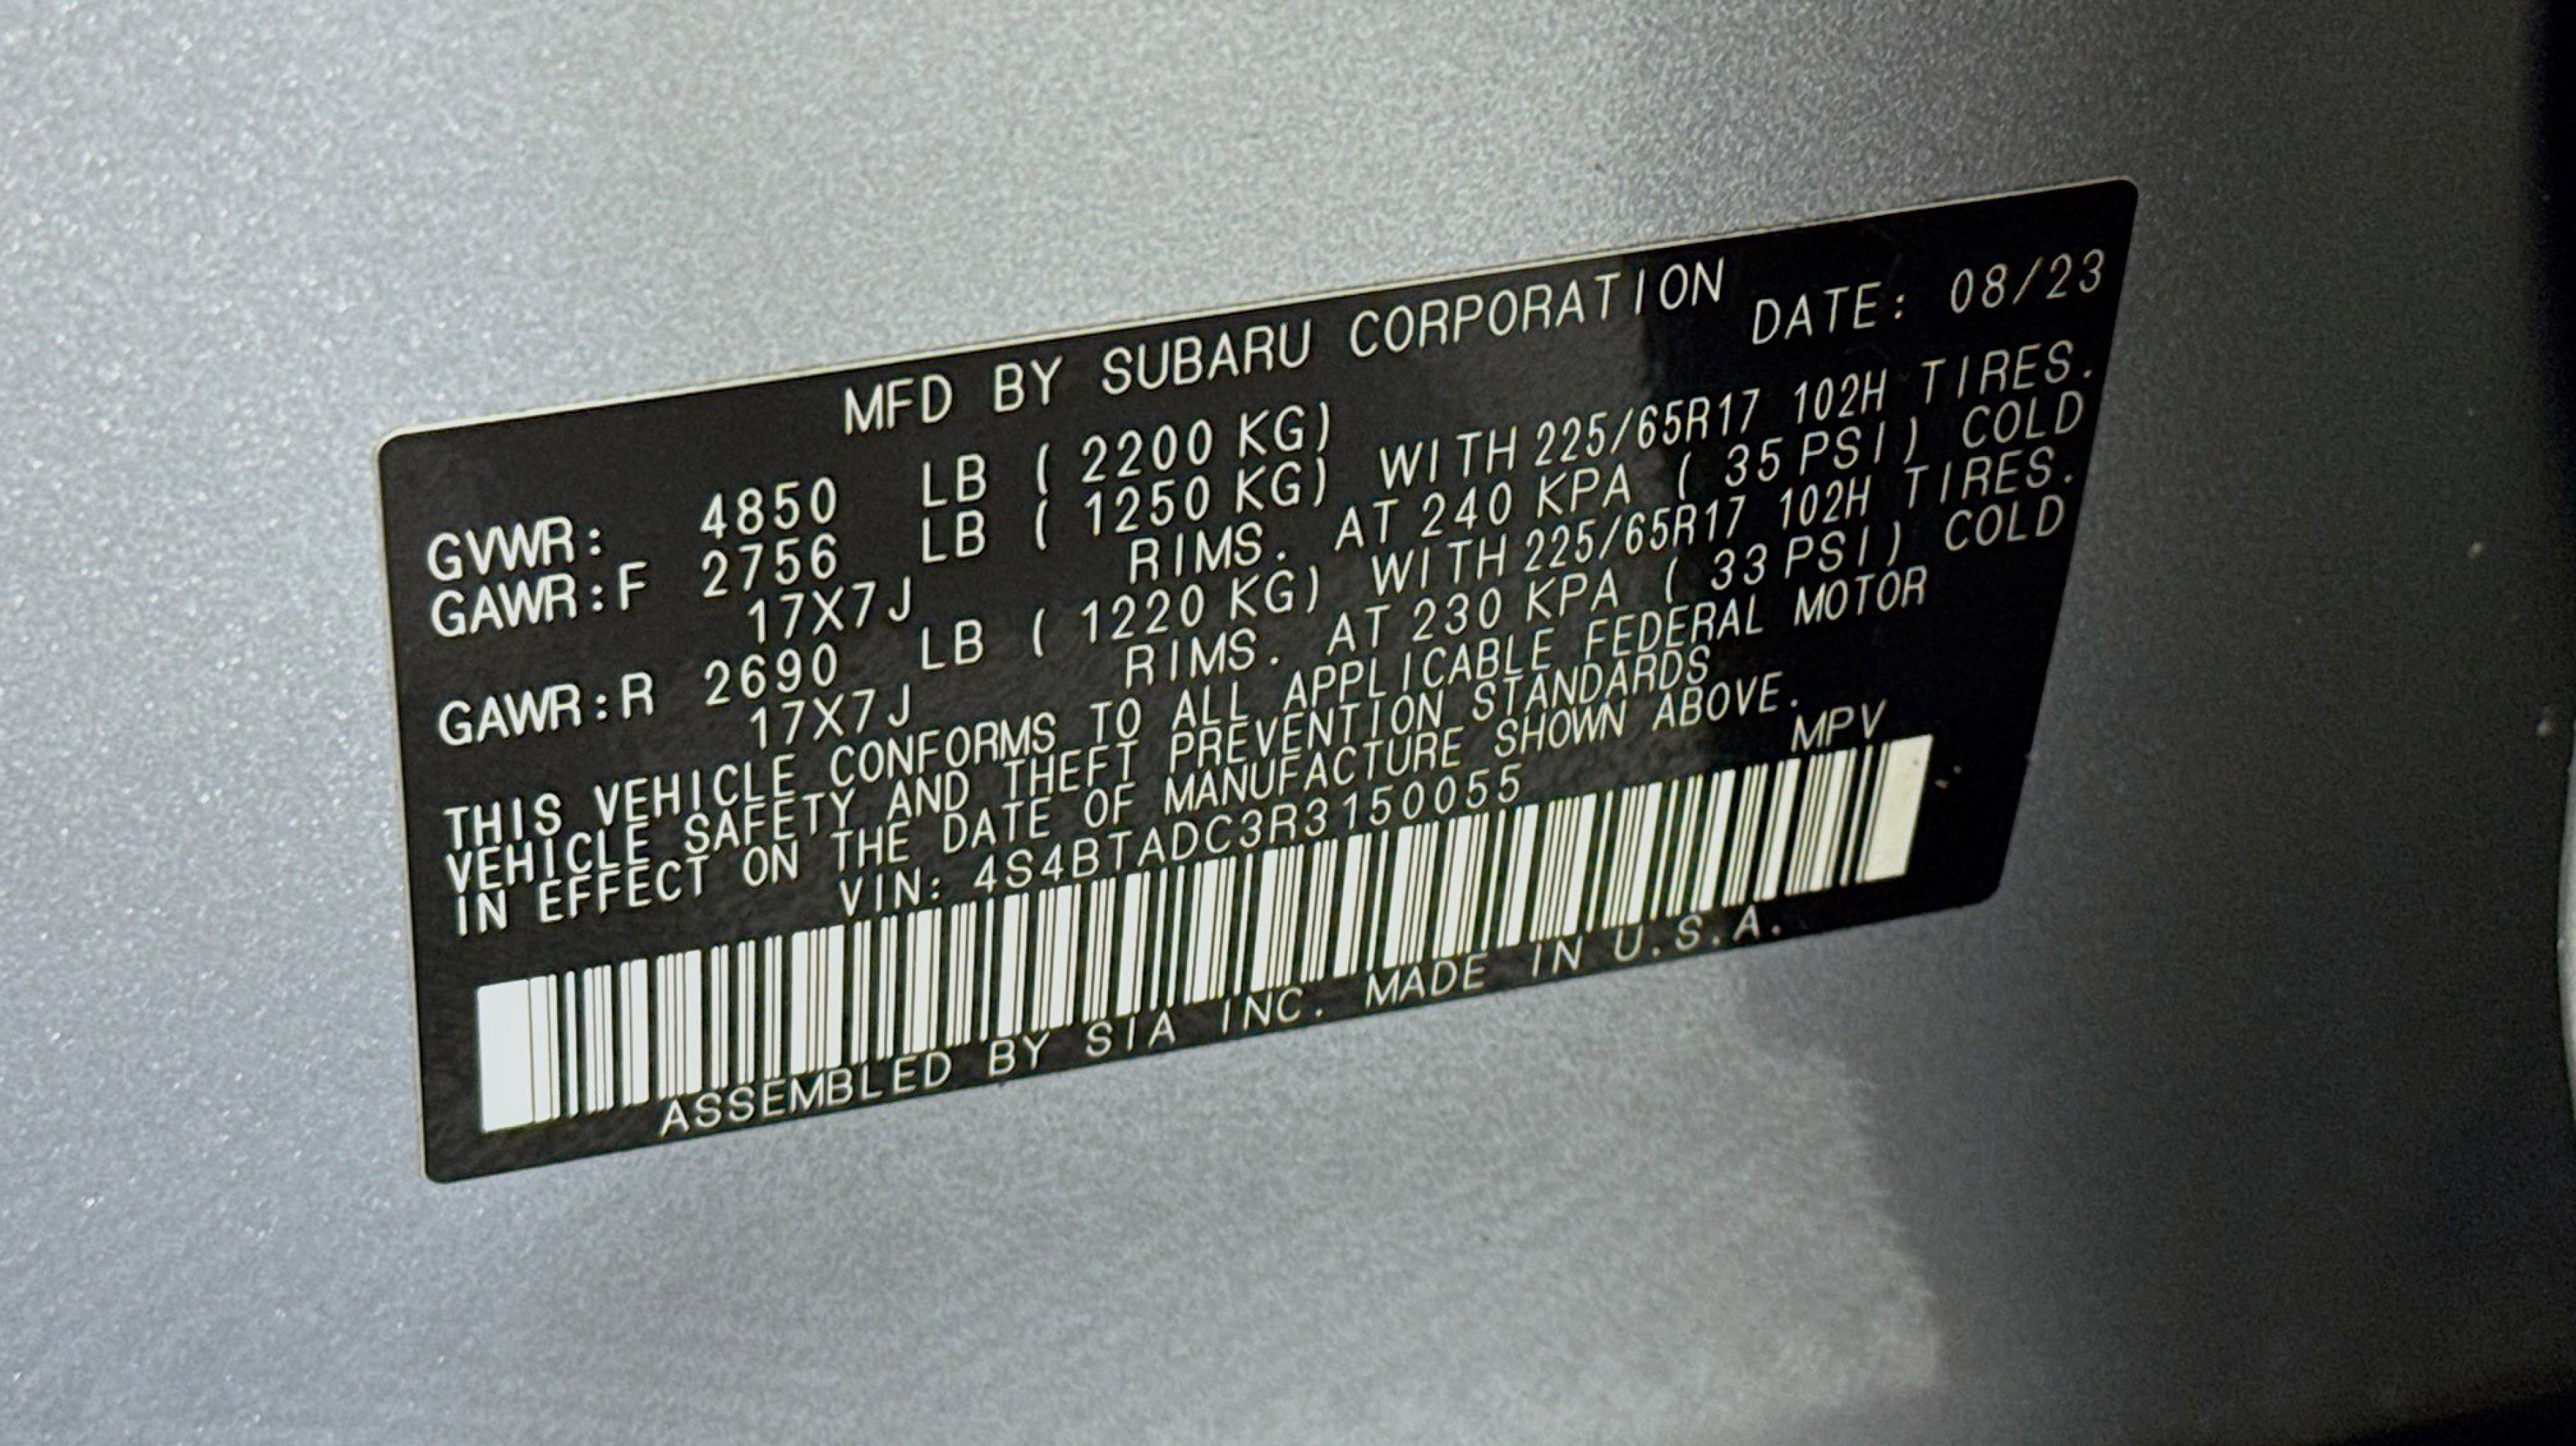 MFD BY SUBARU CORPORATION
DATE: 08/23
GVWR: 4850 LB ( 2200 KG)
GAWR:F 2756 LB ( 1250 KG) WITH 225/65R17 102H TIRES.
17X7J RIMS. AT 240 KPA ( 35 PSI) COLD
GAWR:R 2690 LB ( 1220 KG) WITH 225/65R17 102H TIRES.
17X7J RIMS. AT 230 KPA ( 33 PSI) COLD
THIS VEHICLE CONFORMS TO ALL APPLICABLE FEDERAL MOTOR
VEHICLE SAFETY AND THEFT PREVENTION STANDARDS
IN EFFECT ON THE DATE OF MANUFACTURE SHOWN ABOVE.
VIN: 4S4BTADC3R3150055 MPV
ASSEMBLED BY SIA INC. MADE IN U.S.A.